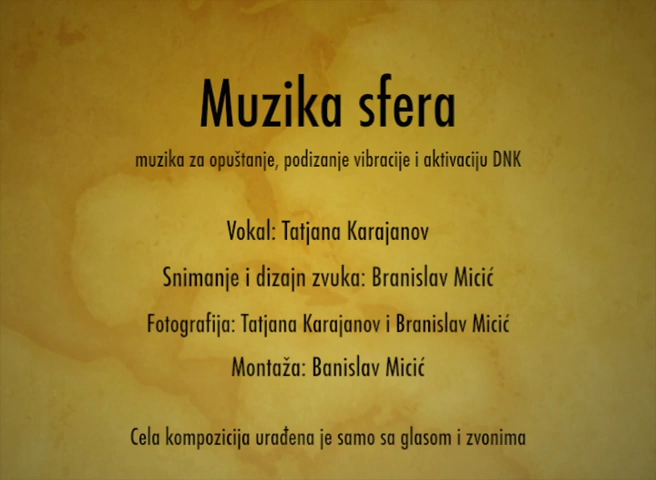 Muzika sfera
muzika za opuštanje, podizanje vibracije i aktivaciju DNK
Vokal: Tatjana Karajanov
Snimanje i dizajn zvuka: Branislav Micić
Fotografija: Tatjana Karajanov i Branislav Micić
Montaža: Banislav Micić
Cela kompozicija urađena je samo sa glasom i zvonima